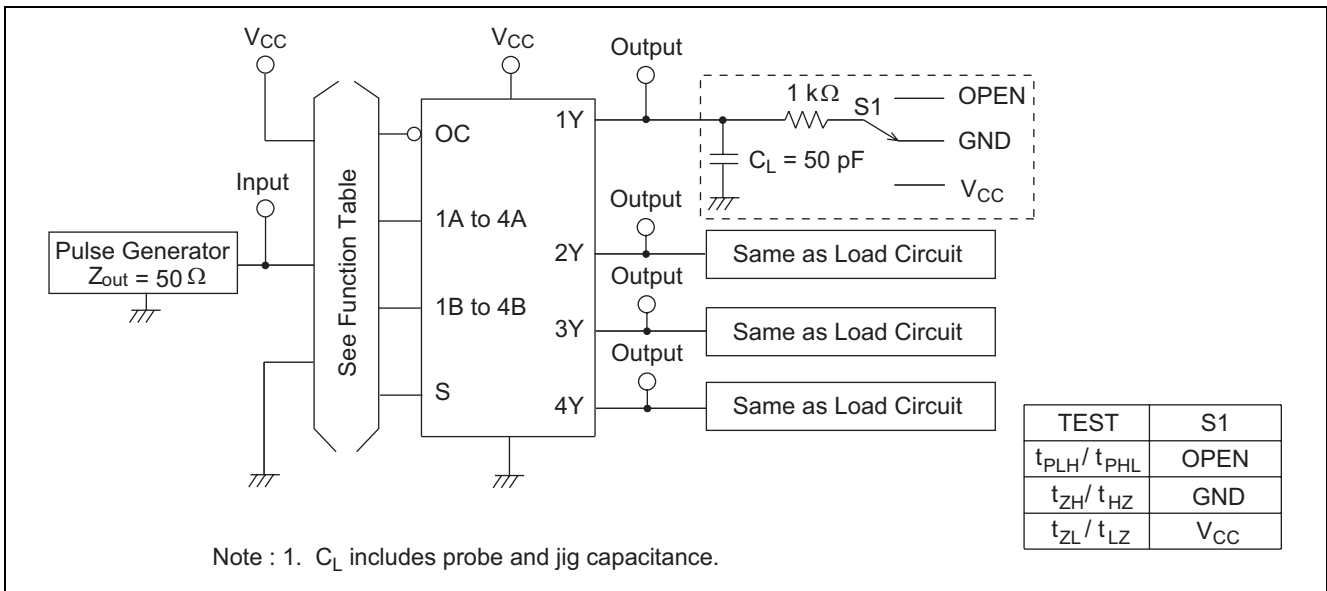 VCC
VCC
Output
1 kΩ
S1
OPEN
GND
VCC
CL = 50 pF
Input
Pulse Generator
Zout = 50 Ω
See Function Table
OC
1A to 4A
1B to 4B
S
1Y
2Y
3Y
4Y
Output
Same as Load Circuit
Output
Same as Load Circuit
Output
Same as Load Circuit
TEST S1
tPLH / tPHL OPEN
tZH / tHZ GND
tZL / tLZ VCC
Note : 1. CL includes probe and jig capacitance.